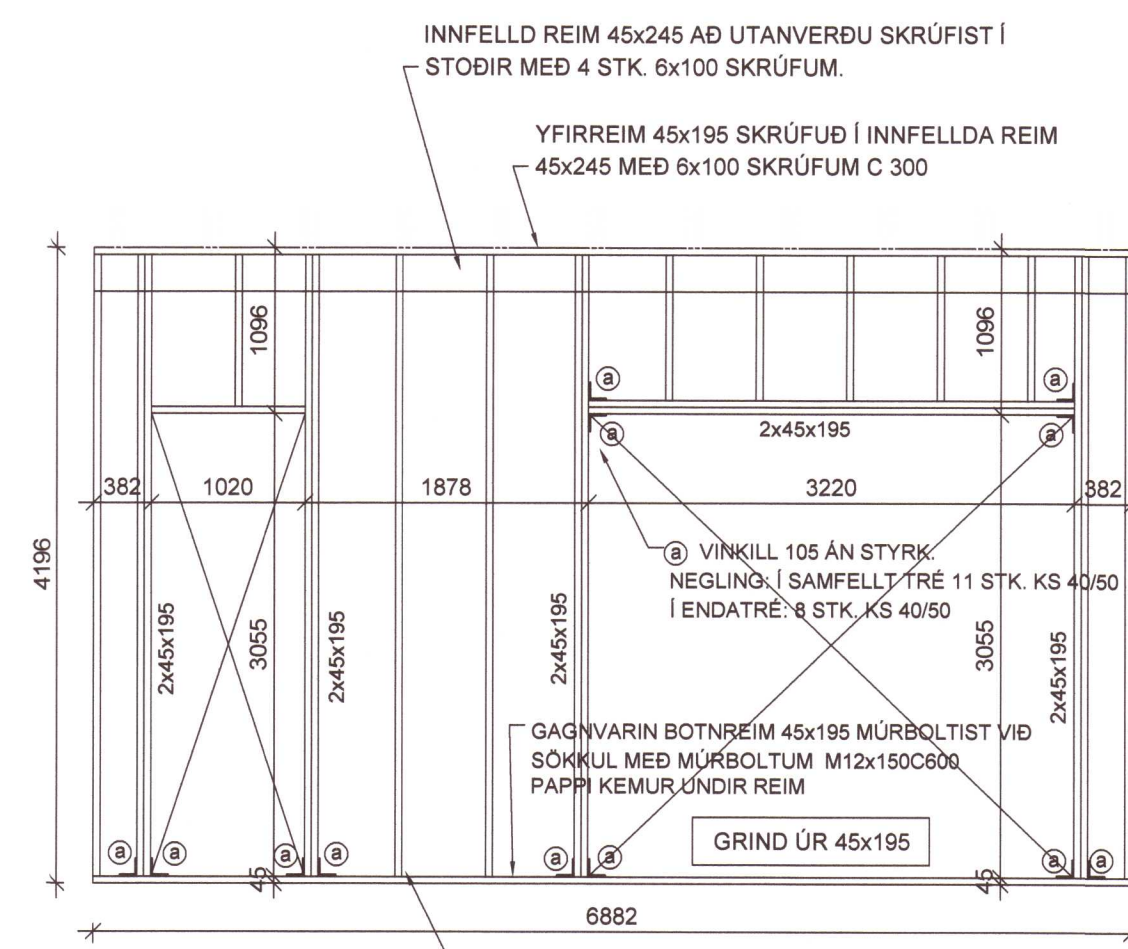 INNFELLD REIM 45x245 AÐ UTANVERÐU SKRÚFIST Í
STOÐIR MEÐ 4 STK. 6x100 SKRÚFUM.
YFIRREIM 45x195 SKRÚFUÐ Í INNFELLDA REIM
45x245 MEÐ 6x100 SKRÚFUM C 300
1096
1096
a
a
2x45x195
a
a
382
1020
1878
3220
382
4196
a VINKILL 105 ÁN STYRK.
NEGLING: Í SAMFELLT TRÉ 11 STK. KS 40/50
Í ENDATRÉ: 8 STK. KS 40/50
2x45x195
3055
2x45x195
2x45x195
3055
2x45x195
GAGNVARIN BOTNREIM 45x195 MÚRBOLTIST VIÐ
SÖKKUL MEÐ MÚRBOLTUM M12x150C600
PAPPI KEMUR UNDIR REIM
GRIND ÚR 45x195
a
a
a
a
a
a
a
a
45
45
6882